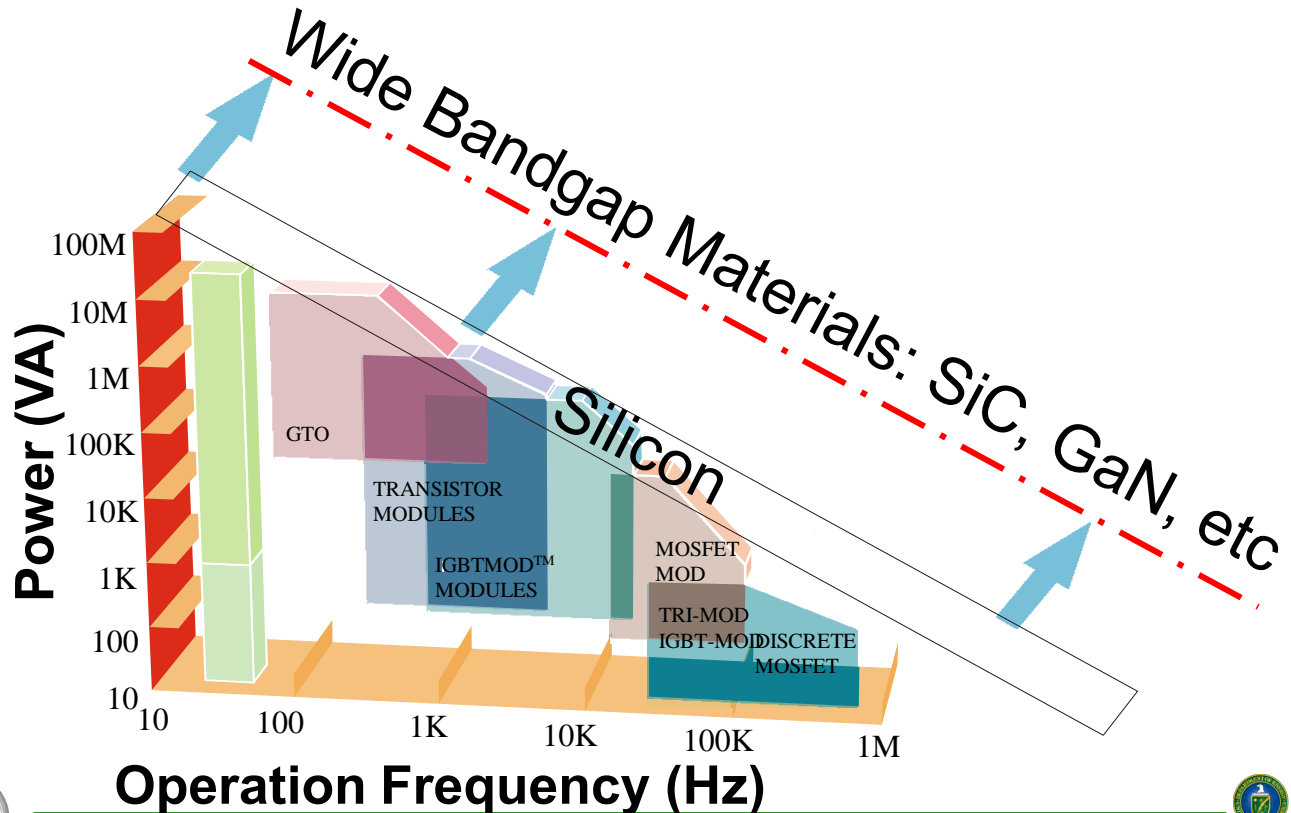 Wide Bandgap Materials: SiC, GaN, etc
Silicon
Power (VA)
100M
10M
1M
100K
10K
1K
100
10
GTO
TRANSISTOR
MODULES
IGBTMOD™
MODULES
MOSFET
MOD
TRI-MOD
IGBT-MOD
DISCRETE
MOSFET
10
100
1K
10K
100K
1M
Operation Frequency (Hz)